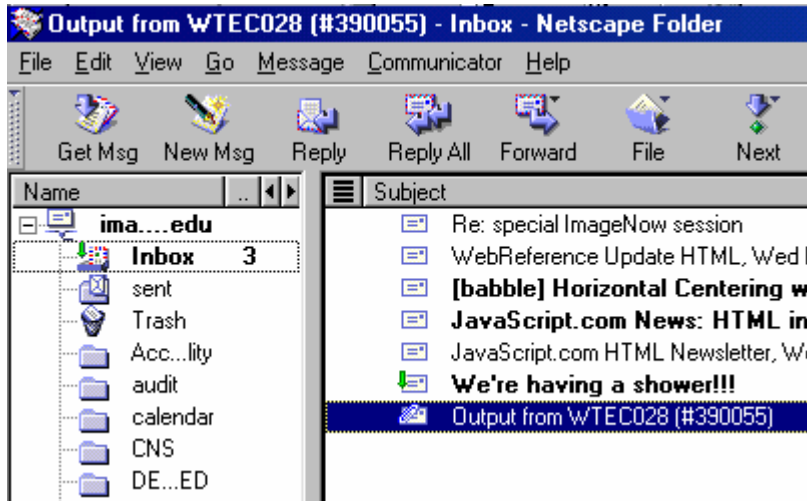 Output from WTEC028 (#390055) - Inbox - Netscape Folder
File Edit View Go Message Communicator Help
Get Msg New Msg Reply Reply All Forward File Next
Name ..
ima....edu
Inbox 3
sent
Trash
Acc...lity
audit
calendar
CNS
DE...ED
Subject
Re: special ImageNow session
WebReference Update HTML, Wed
[babble] Horizontal Centering
JavaScript.com News: HTML in
JavaScript.com HTML Newsletter,
We're having a shower!!!
Output from WTEC028 (#390055)